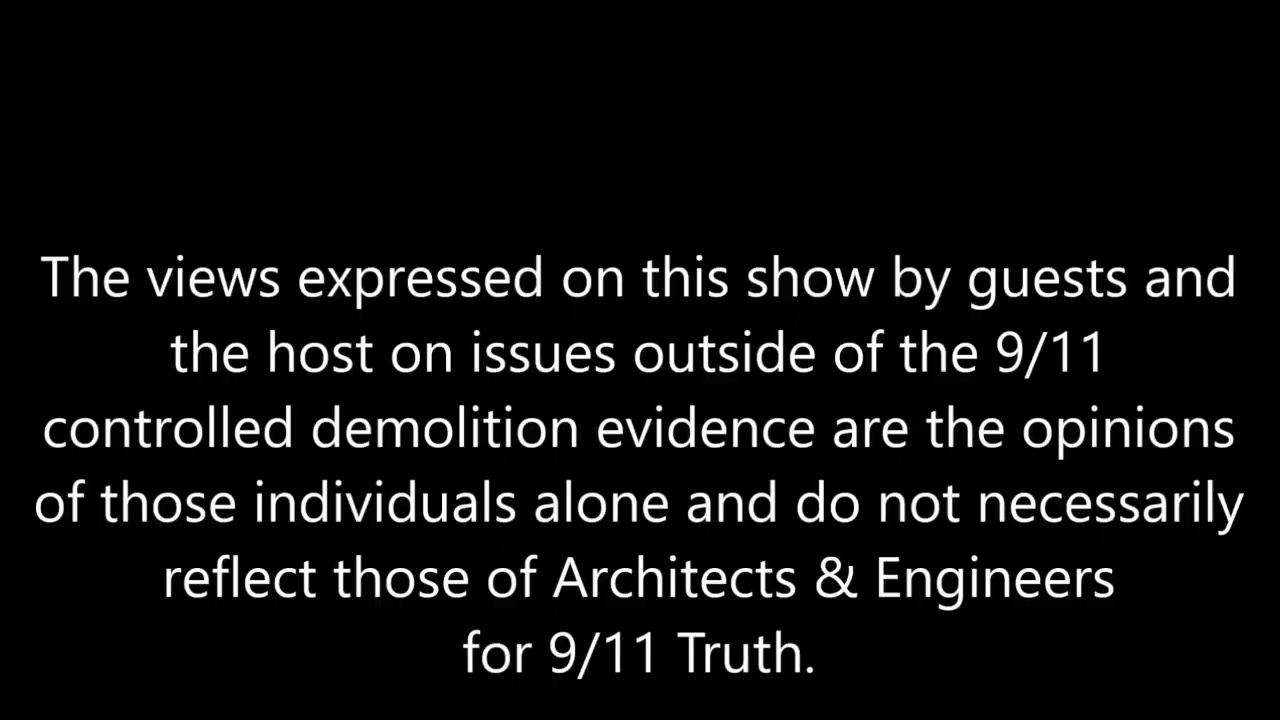 The views expressed on this show by guests and
the host on issues outside of the 9/11
controlled demolition evidence are the opinions
of those individuals alone and do not necessarily
reflect those of Architects & Engineers
for 9/11 Truth.